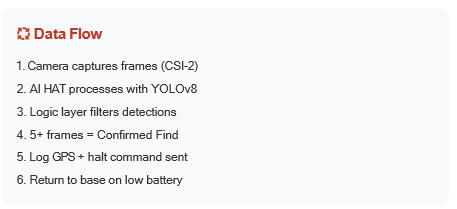 Data Flow
1. Camera captures frames (CSI-2)
2. AI HAT processes with YOLOv8
3. Logic layer filters detections
4. 5+ frames = Confirmed Find
5. Log GPS + halt command sent
6. Return to base on low battery